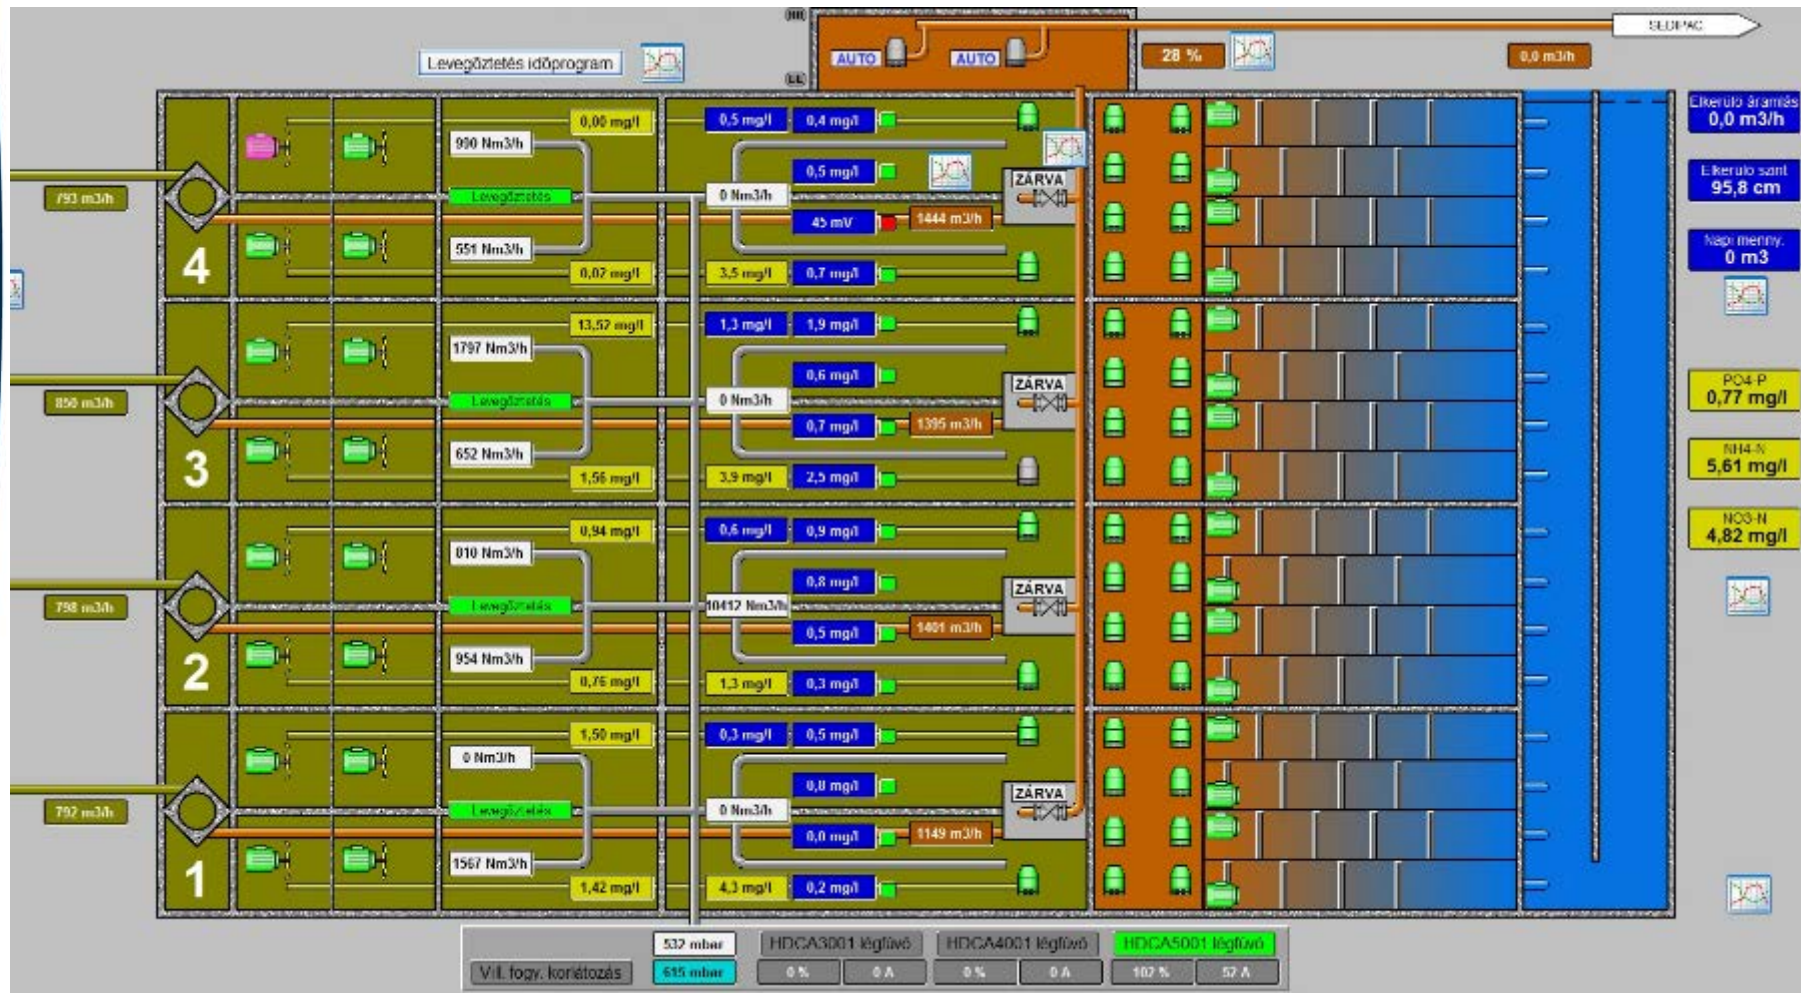 SEDIPAC
HH
AUTO
AUTO
28 %
0,0 m3/h
Levegőztetés időprogram
LL
Elkerülő áramlás
0,0 m3/h
Elkerülő szint
95,8 cm
Napi menny.
0 m3
793 m3/h
4
0,00 mg/l
0,5 mg/l
0,4 mg/l
990 Nm3/h
0,5 mg/l
Levegőztetés
0 Nm3/h
ZÁRVA
45 mV
1444 m3/h
551 Nm3/h
0,02 mg/l
3,5 mg/l
0,7 mg/l
850 m3/h
3
13,52 mg/l
1,3 mg/l
1,9 mg/l
1797 Nm3/h
0,6 mg/l
Levegőztetés
0 Nm3/h
ZÁRVA
0,7 mg/l
1395 m3/h
652 Nm3/h
1,56 mg/l
3,9 mg/l
2,5 mg/l
PO4-P
0,77 mg/l
NH4-N
5,61 mg/l
NO3-N
4,82 mg/l
798 m3/h
2
0,94 mg/l
0,6 mg/l
0,9 mg/l
810 Nm3/h
0,8 mg/l
Levegőztetés
10412 Nm3/h
ZÁRVA
0,5 mg/l
1401 m3/h
954 Nm3/h
0,76 mg/l
1,3 mg/l
0,3 mg/l
792 m3/h
1
1,50 mg/l
0,3 mg/l
0,5 mg/l
0 Nm3/h
0,8 mg/l
Levegőztetés
0 Nm3/h
ZÁRVA
0,0 mg/l
1149 m3/h
1567 Nm3/h
1,42 mg/l
4,3 mg/l
0,2 mg/l
532 mbar
HDCA3001 légfúvó
HDCA4001 légfúvó
HDCA5001 légfúvó
Vill. fogy. korlátozás
615 mbar
0 %
0 A
0 %
0 A
102 %
52 A